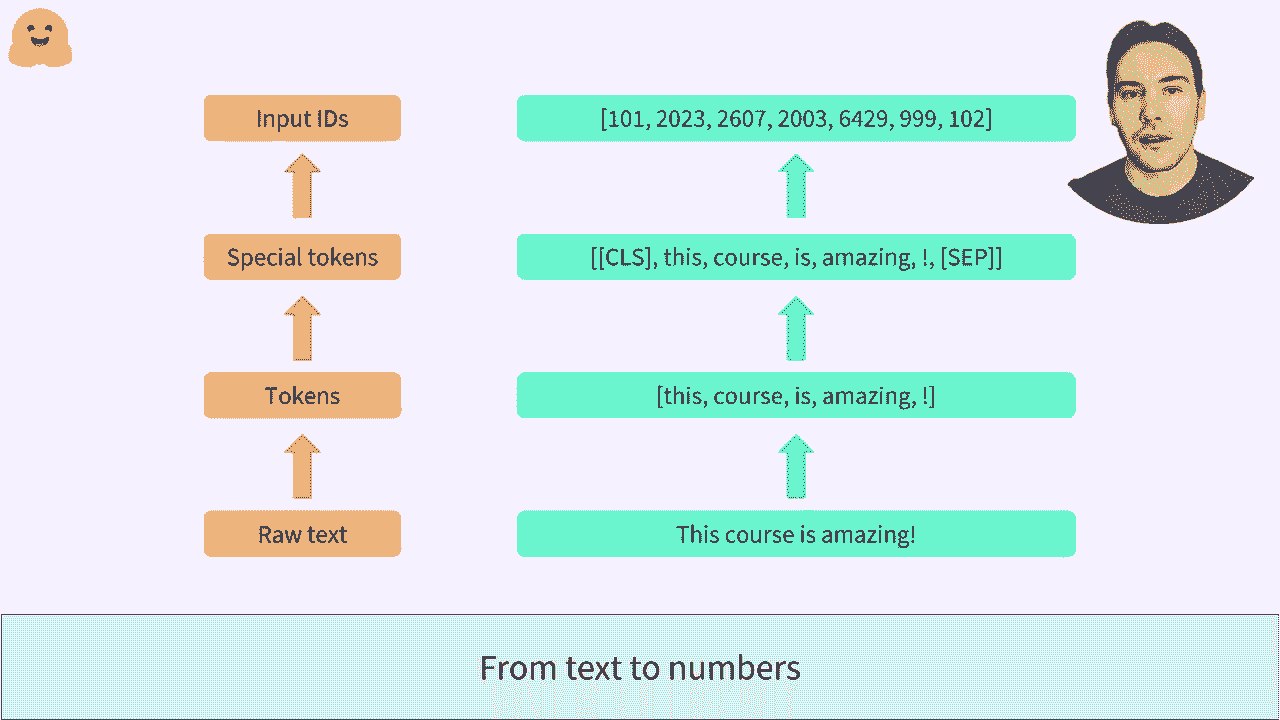 Input IDs
[101, 2023, 2607, 2003, 6429, 999, 102]
Special tokens
[[CLS], this, course, is, amazing, !, [SEP]]
Tokens
[this, course, is, amazing, !]
Raw text
This course is amazing!
From text to numbers